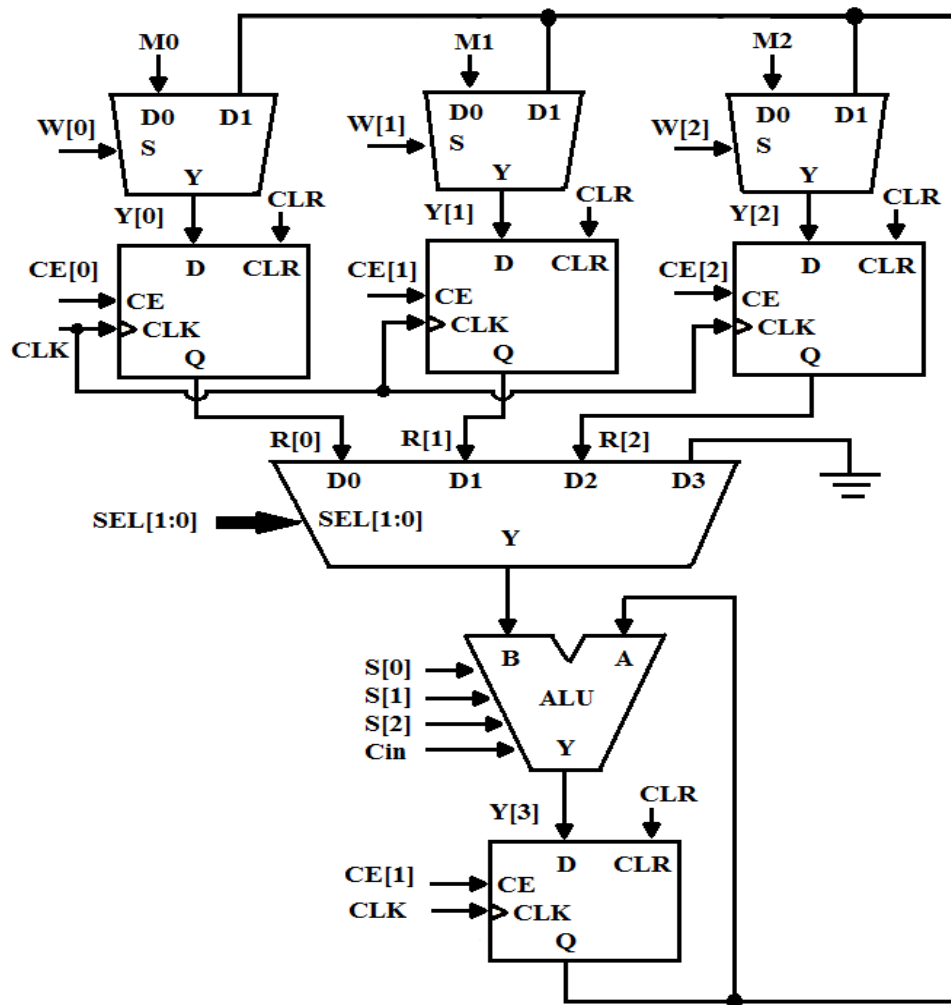 M0 M1 M2
D0 D1 D0 D1 D0 D1
W[0] W[1] W[2]
S S S
Y Y Y
CLR CLR CLR
Y[0] Y[1] Y[2]
D CLR D CLR D CLR
CE[0] CE[1] CE[2]
CE CE CE
CLK CLK CLK
CLK
Q Q Q
R[0] R[1] R[2]
D0 D1 D2 D3
SEL[1:0] SEL[1:0]
Y
B A
S[0]
S[1] ALU
S[2]
Cin Y
CLR
Y[3]
D CLR
CE[1] CE
CLK CLK
Q